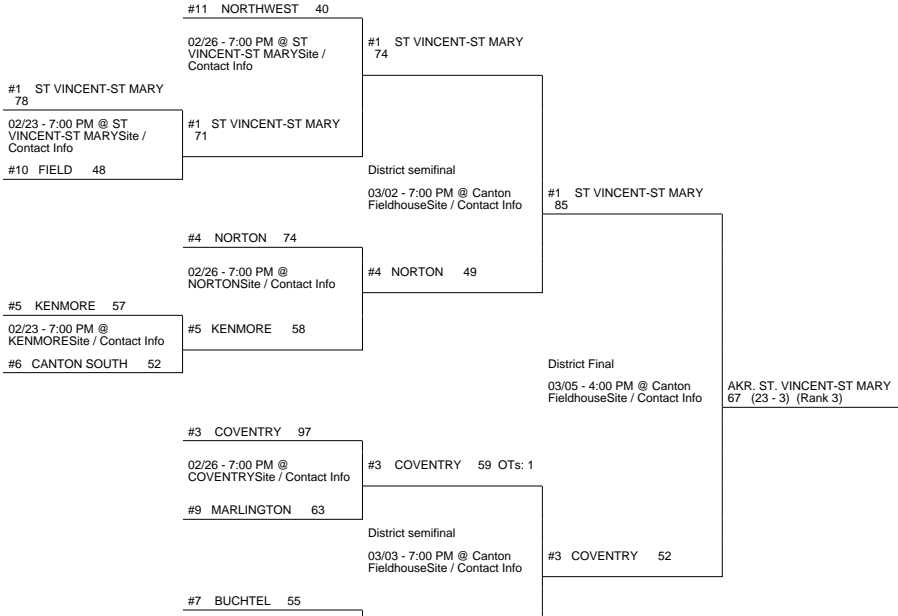 #11 NORTHWEST 40
02/26 - 7:00 PM @ ST
VINCENT-ST MARYSite /
Contact Info
#1 ST VINCENT-ST MARY
74
#1 ST VINCENT-ST MARY
78
02/23 - 7:00 PM @ ST
VINCENT-ST MARYSite /
Contact Info
#10 FIELD 48
#1 ST VINCENT-ST MARY
71
District semifinal
03/02 - 7:00 PM @ Canton
FieldhouseSite / Contact Info
#1 ST VINCENT-ST MARY
85
#4 NORTON 74
02/26 - 7:00 PM @
NORTONSite / Contact Info
#4 NORTON 49
#5 KENMORE 57
02/23 - 7:00 PM @
KENMORESite / Contact Info
#6 CANTON SOUTH 52
#5 KENMORE 58
District Final
03/05 - 4:00 PM @ Canton
FieldhouseSite / Contact Info
AKR. ST. VINCENT-ST MARY
67 (23 - 3) (Rank 3)
#3 COVENTRY 97
02/26 - 7:00 PM @
COVENTRYSite / Contact Info
#9 MARLINGTON 63
#3 COVENTRY 59 OTs: 1
District semifinal
03/03 - 7:00 PM @ Canton
FieldhouseSite / Contact Info
#3 COVENTRY 52
#7 BUCHTEL 55